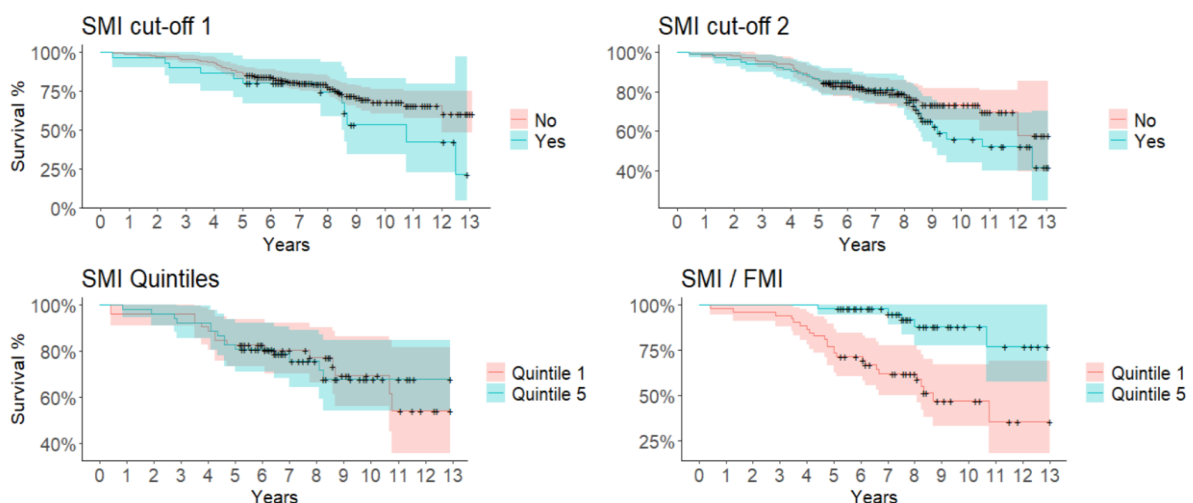 SMI cut-off 1
100%
75%
50%
25%
0%
Survival %
0 1 2 3 4 5 6 7 8 9 10 11 12 13
Years
No
Yes
SMI cut-off 2
100%
80%
60%
40%
0 1 2 3 4 5 6 7 8 9 10 11 12 13
Years
No
Yes
SMI Quintiles
100%
80%
60%
40%
Survival %
0 1 2 3 4 5 6 7 8 9 10 11 12 13
Years
Quintile 1
Quintile 5
SMI / FMI
100%
75%
50%
25%
0 1 2 3 4 5 6 7 8 9 10 11 12 13
Years
Quintile 1
Quintile 5